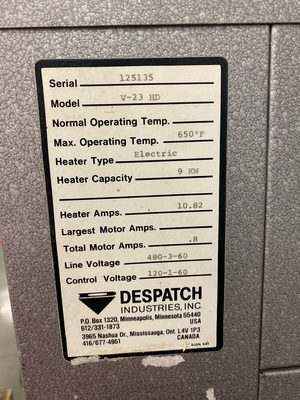 Serial 125135
Model V-23 HD
Normal Operating Temp.
Max. Operating Temp. 650°F
Heater Type Electric
Heater Capacity 9 KW
Heater Amps. 10.82
Largest Motor Amps.
Total Motor Amps. .8
Line Voltage 480-3-60
Control Voltage 120-1-60
DESPATCH
INDUSTRIES, INC.
P.O. Box 1320, Minneapolis, Minnesota 55440
612/331-1873 USA
3965 Nashua Dr., Mississauga, Ont. L4V 1P3
416/677-4951 CANADA